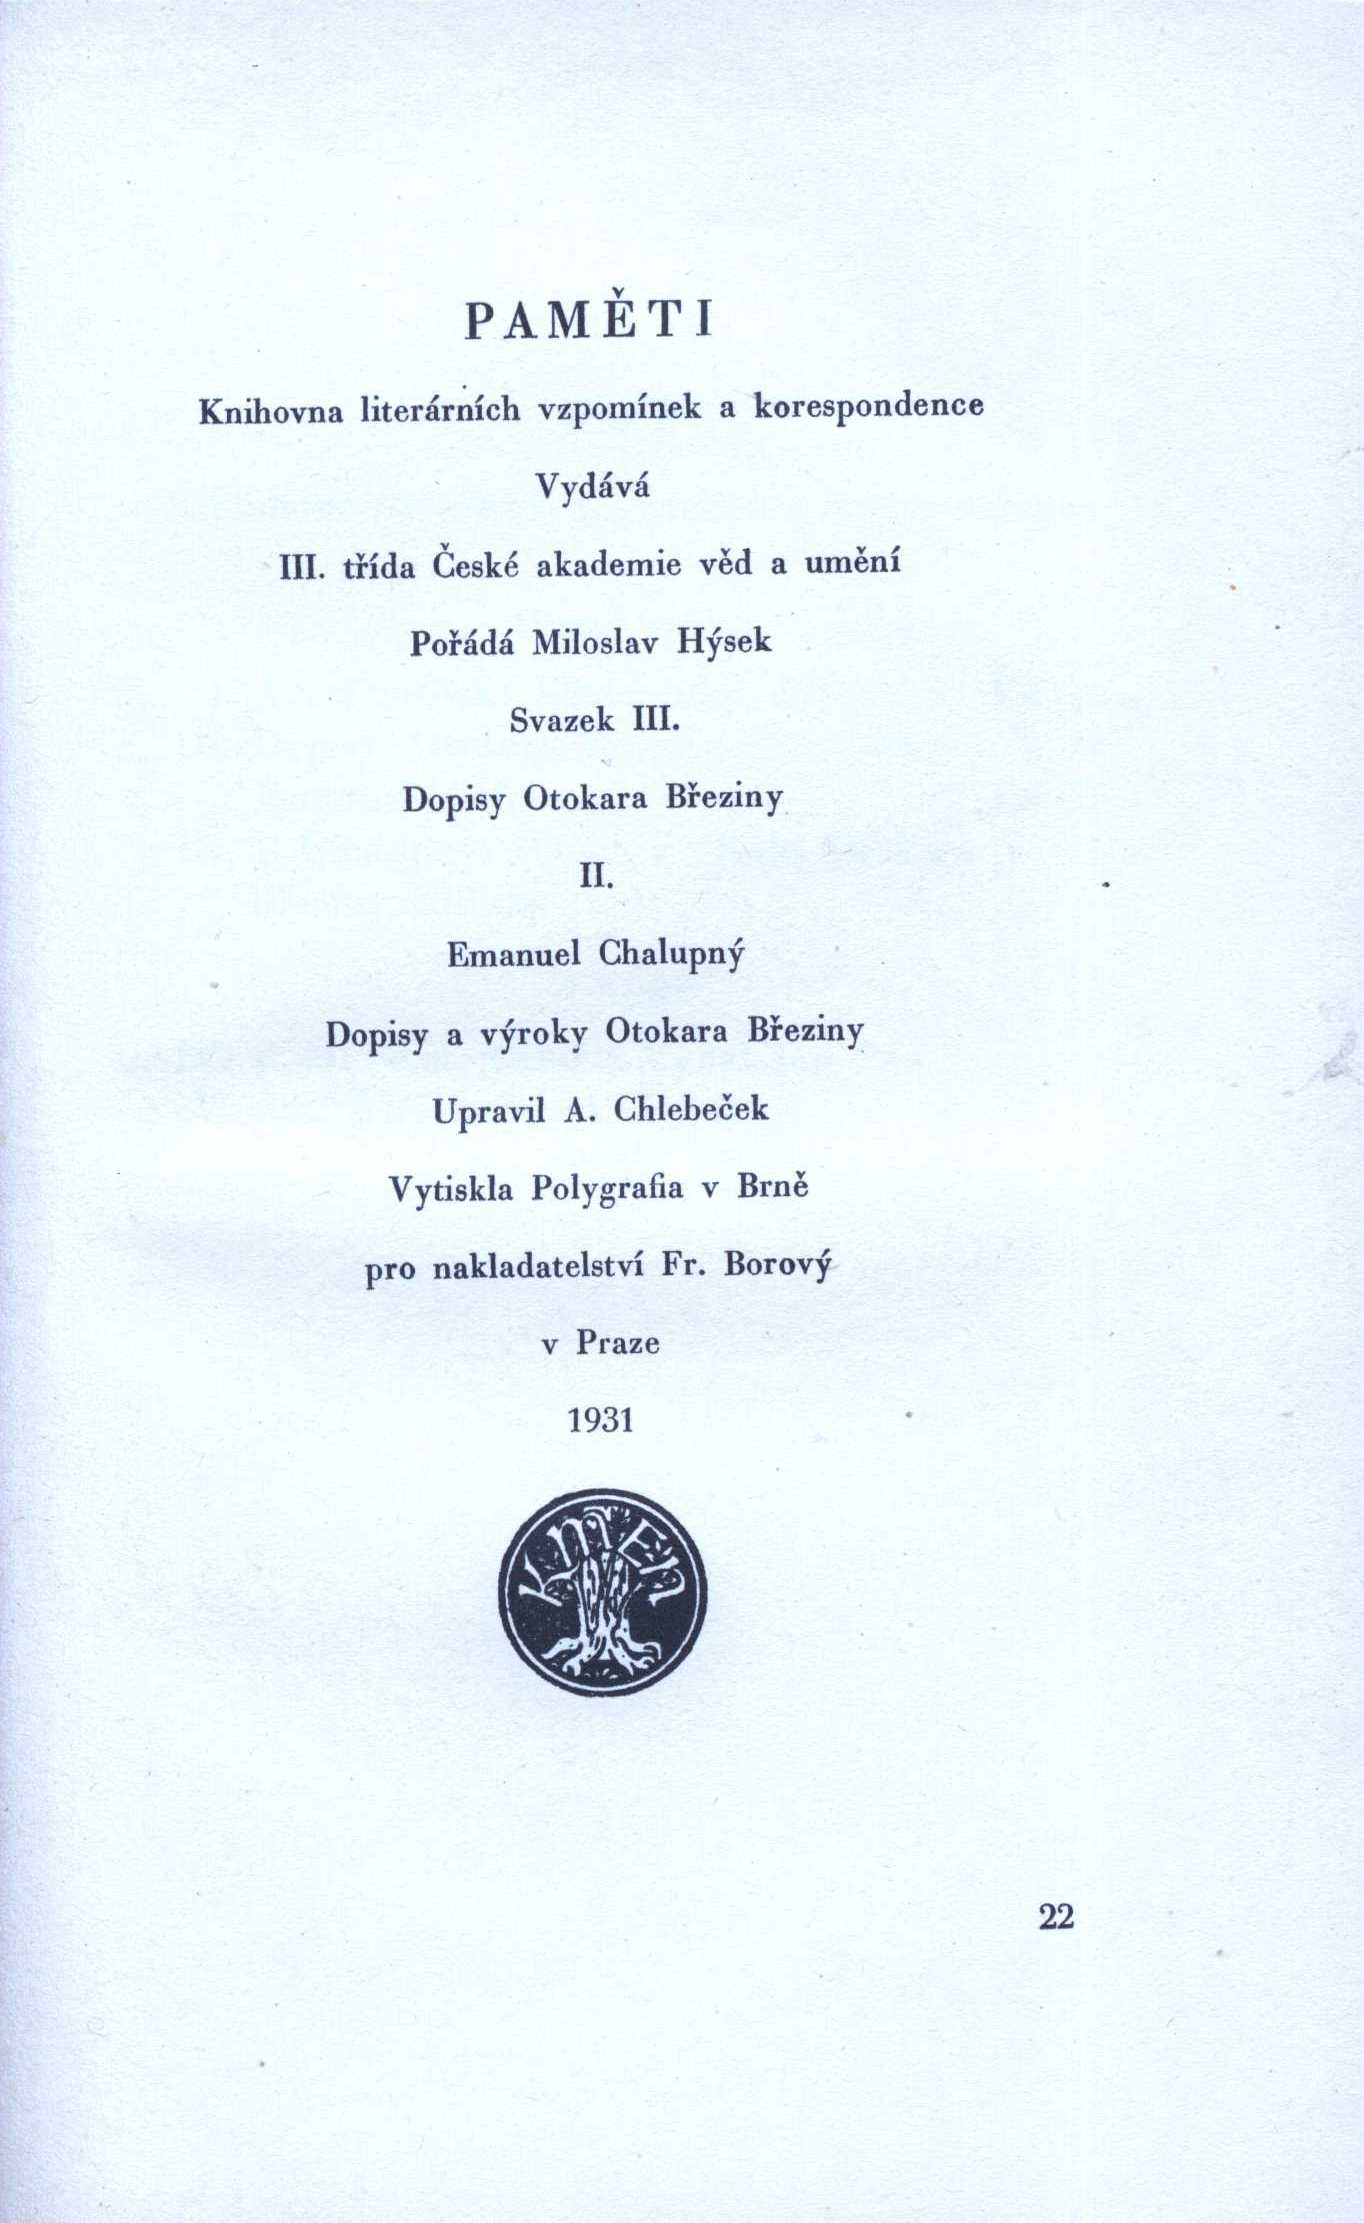 PAMĚTI
Knihovna literárních vzpomínek a korespondence
Vydává
III. třída České akademie věd a umění
Pořádá Miloslav Hýsek
Svazek III.
Dopisy Otokara Březiny
II.
Emanuel Chalupný
Dopisy a výroky Otokara Březiny
Upravil A. Chlebeček
Vytiskla Polygrafia v Brně
pro nakladatelství Fr. Borový
v Praze
1931
KMEN
22